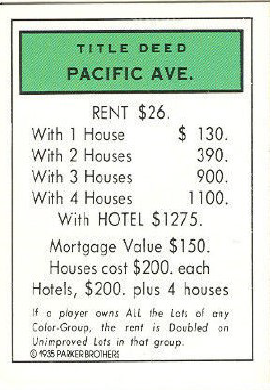 TITLE DEED
PACIFIC AVE.
RENT $26.
With 1 House $ 130.
With 2 Houses 390.
With 3 Houses 900.
With 4 Houses 1100.
With HOTEL $1275.
Mortgage Value $150.
Houses cost $200. each
Hotels, $200. plus 4 houses
If a player owns ALL the Lots of any
Color-Group, the rent is Doubled on
Unimproved Lots in that group.
©1935 PARKER BROTHERS